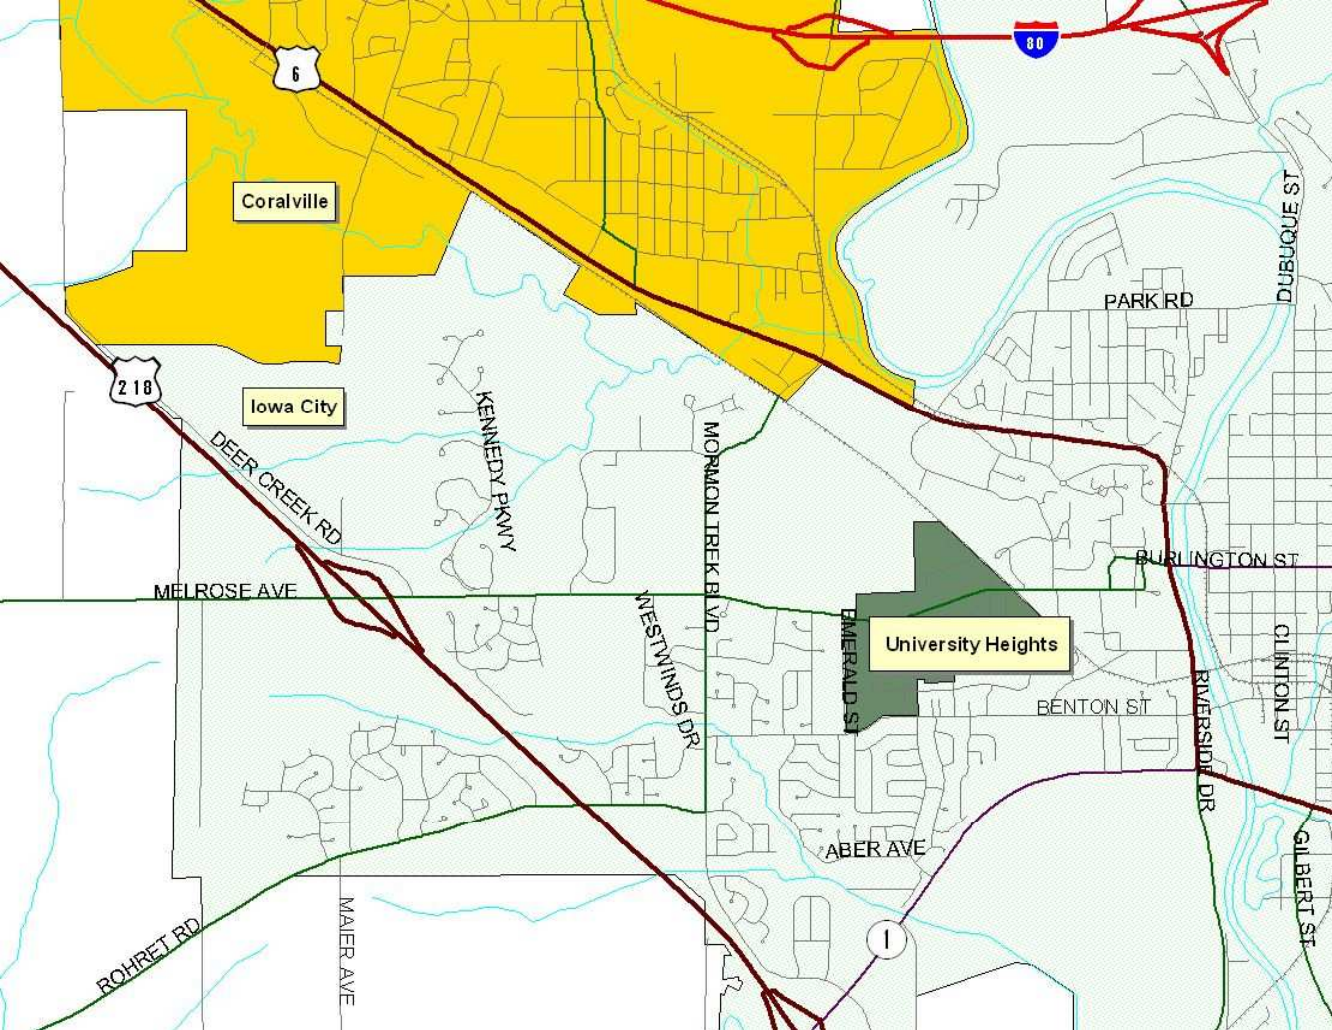 80
6
Coralville
DUBUQUE ST
PARK RD
218
Iowa City
KENNEDY PKWY
DEER CREEK RD
MORMON TREK BLVD
BURLINGTON ST
MELROSE AVE
WESTWINDS DR
EMERALD ST
University Heights
CLINTON ST
RIVERSIDE DR
BENTON ST
ABER AVE
GILBERT ST
MAIER AVE
ROHRET RD
1